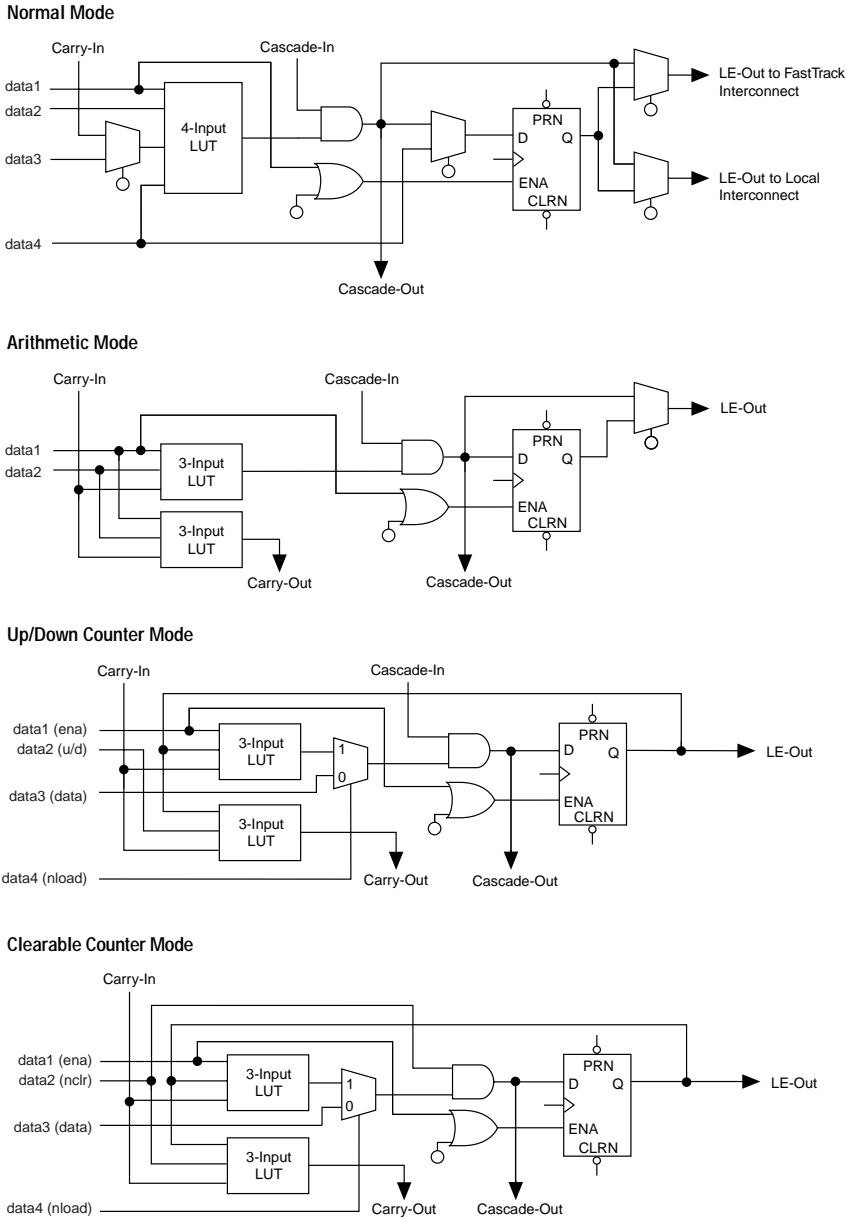 Normal Mode
Carry-In
Cascade-In
data1
data2
data3
data4
4-Input
LUT
PRN
D
Q
ENA
CLRN
LE-Out to FastTrack
Interconnect
LE-Out to Local
Interconnect
Cascade-Out
Arithmetic Mode
Carry-In
Cascade-In
data1
data2
3-Input
LUT
3-Input
LUT
PRN
D
Q
ENA
CLRN
LE-Out
Carry-Out
Cascade-Out
Up/Down Counter Mode
Carry-In
Cascade-In
data1 (ena)
data2 (u/d)
data3 (data)
data4 (nload)
3-Input
LUT
1
0
3-Input
LUT
PRN
D
Q
ENA
CLRN
LE-Out
Carry-Out
Cascade-Out
Clearable Counter Mode
Carry-In
data1 (ena)
data2 (nclr)
data3 (data)
data4 (nload)
3-Input
LUT
1
0
3-Input
LUT
PRN
D
Q
ENA
CLRN
LE-Out
Carry-Out
Cascade-Out